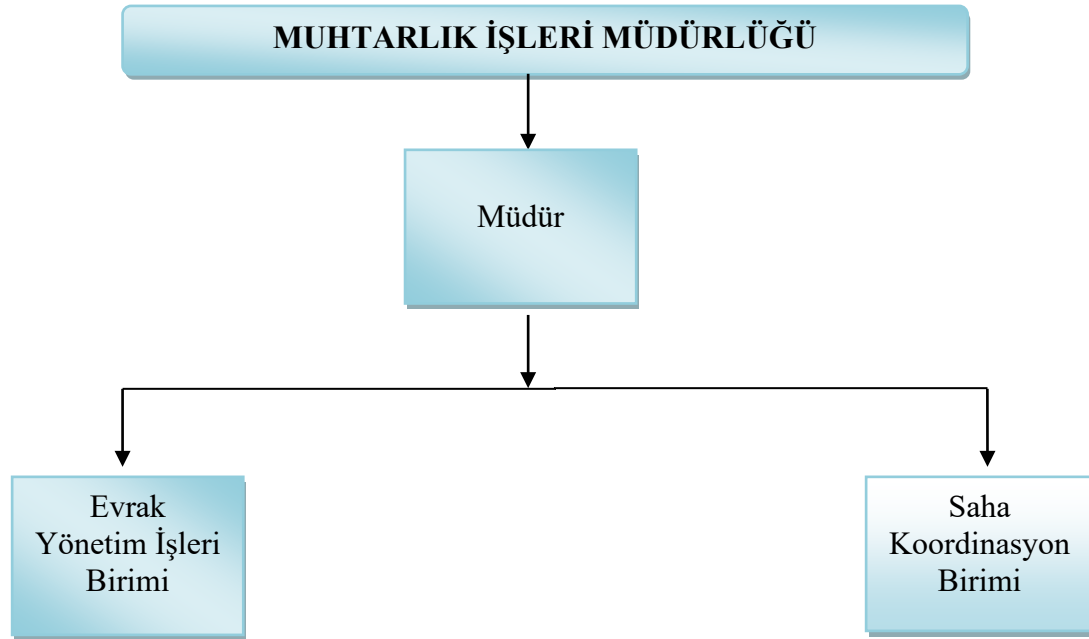 MUHTARLIK İŞLERİ MÜDÜRLÜĞÜ
Müdür
Evrak
Yönetim İşleri
Birimi
Saha
Koordinasyon
Birimi